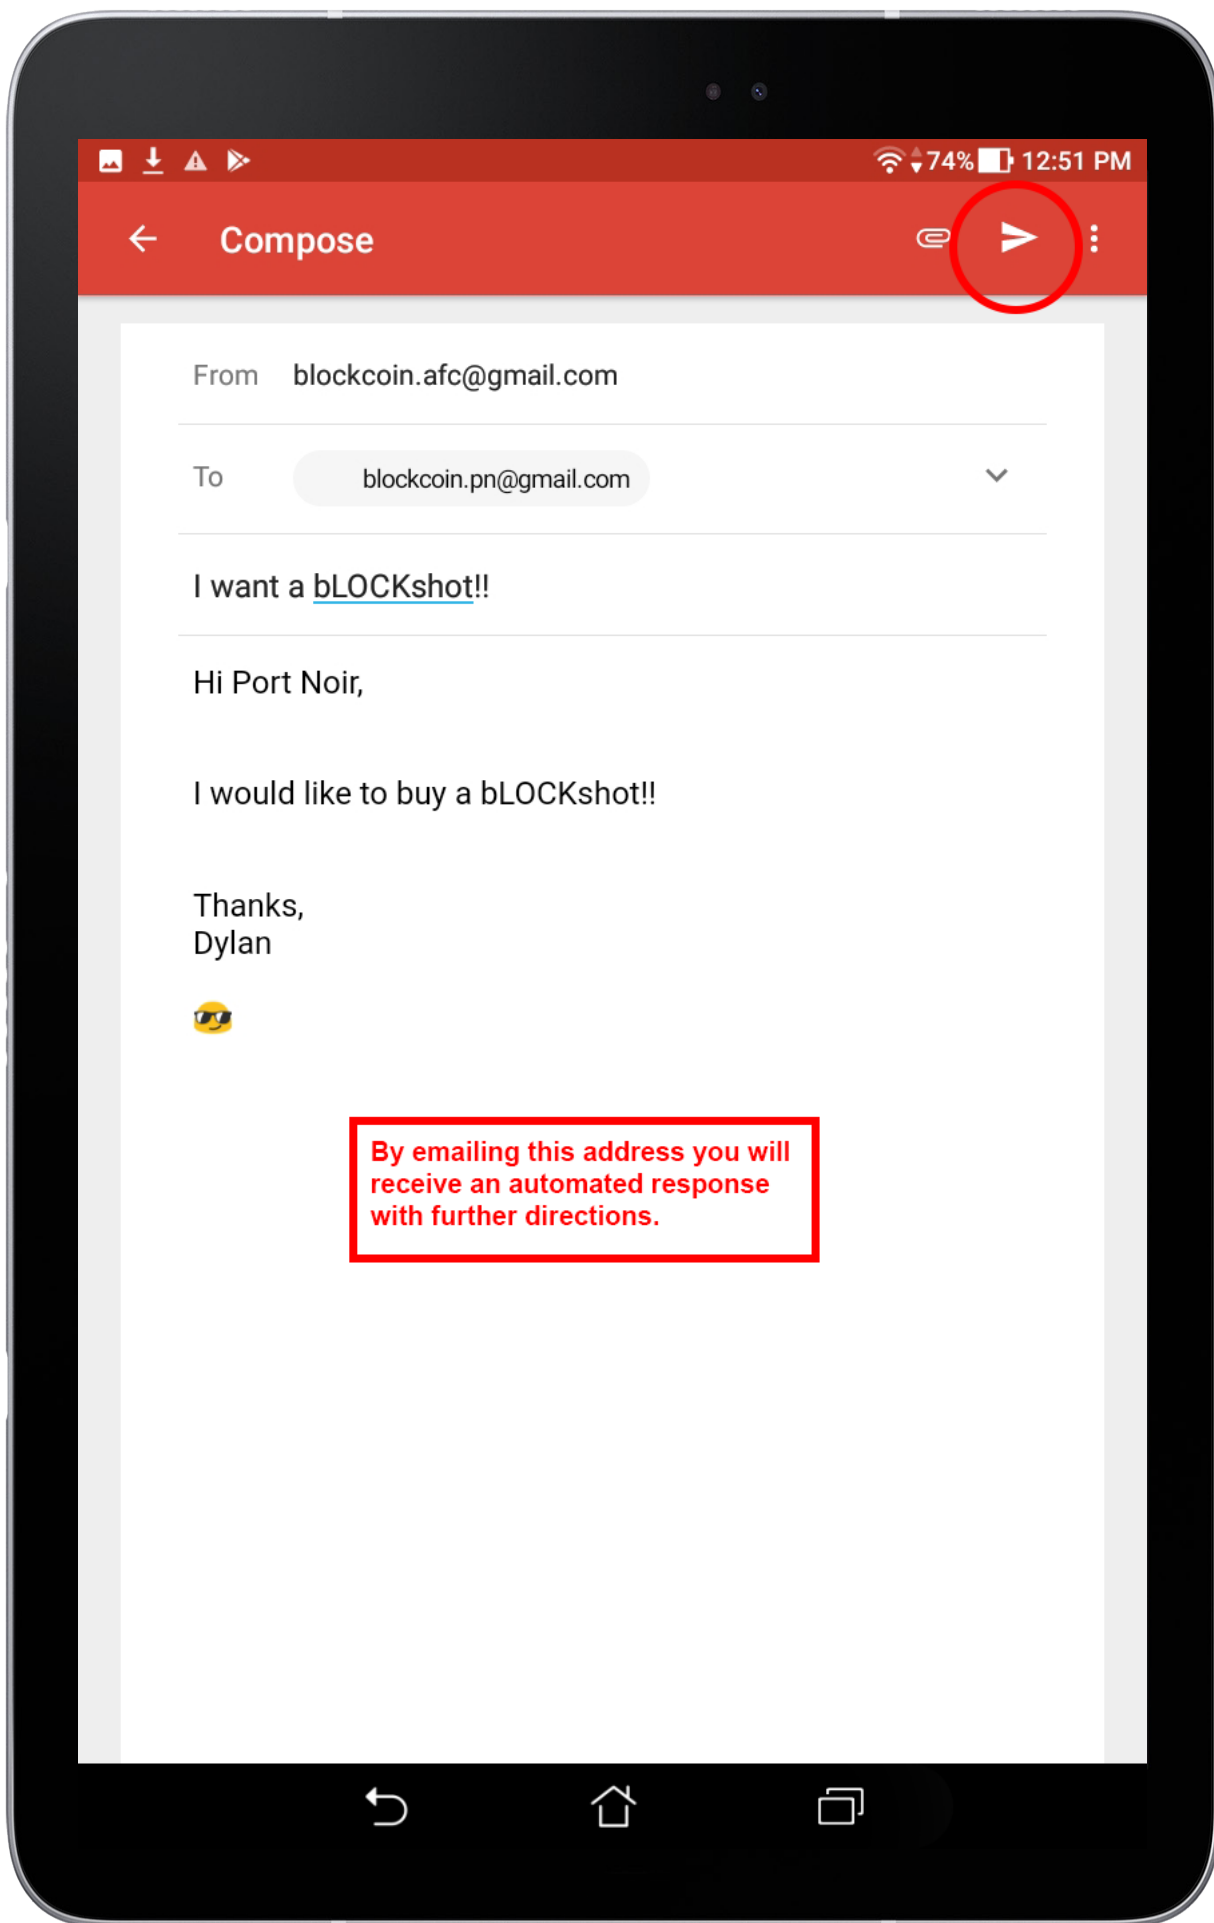 74% 12:51 PM
Compose
From blockcoin.afc@gmail.com
To blockcoin.pn@gmail.com
I want a bLOCKshot!!
Hi Port Noir,
I would like to buy a bLOCKshot!!
Thanks,
Dylan
By emailing this address you will
receive an automated response
with further directions.